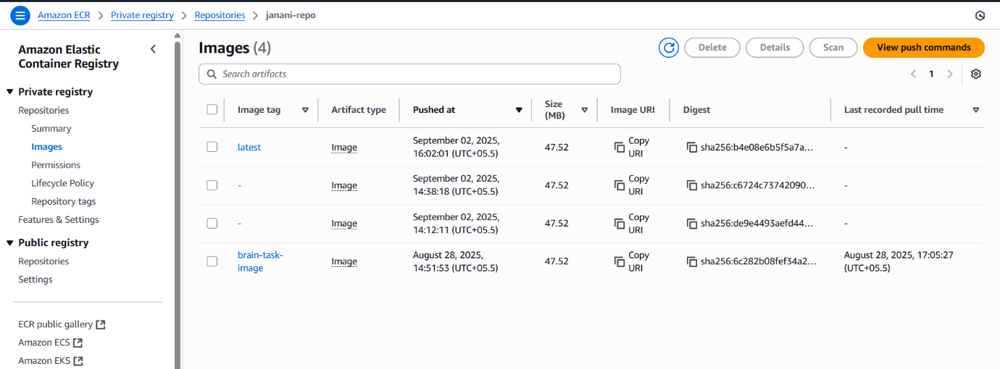 Amazon ECR > Private registry > Repositories > janani-repo
Amazon Elastic
Container Registry
Private registry
Repositories
Summary
Images
Permissions
Lifecycle Policy
Repository tags
Features & Settings
Public registry
Repositories
Settings
ECR public gallery
Amazon ECS
Amazon EKS
Images (4)
Delete
Details
Scan
View push commands
Search artifacts
1
Image tag
Artifact type
Pushed at
Size
(MB)
Image URI
Digest
Last recorded pull time
latest
Image
September 02, 2025,
16:02:01 (UTC+05.5)
47.52
Copy
URI
sha256:b4e08e6b5f5a7a...
-
-
Image
September 02, 2025,
14:38:18 (UTC+05.5)
47.52
Copy
URI
sha256:c6724c73742090...
-
-
Image
September 02, 2025,
14:12:11 (UTC+05.5)
47.52
Copy
URI
sha256:de9e4493aefd44...
-
brain-task-
image
Image
August 28, 2025,
14:51:53 (UTC+05.5)
47.52
Copy
URI
sha256:6c282b08fef34a2...
August 28, 2025, 17:05:27
(UTC+05.5)